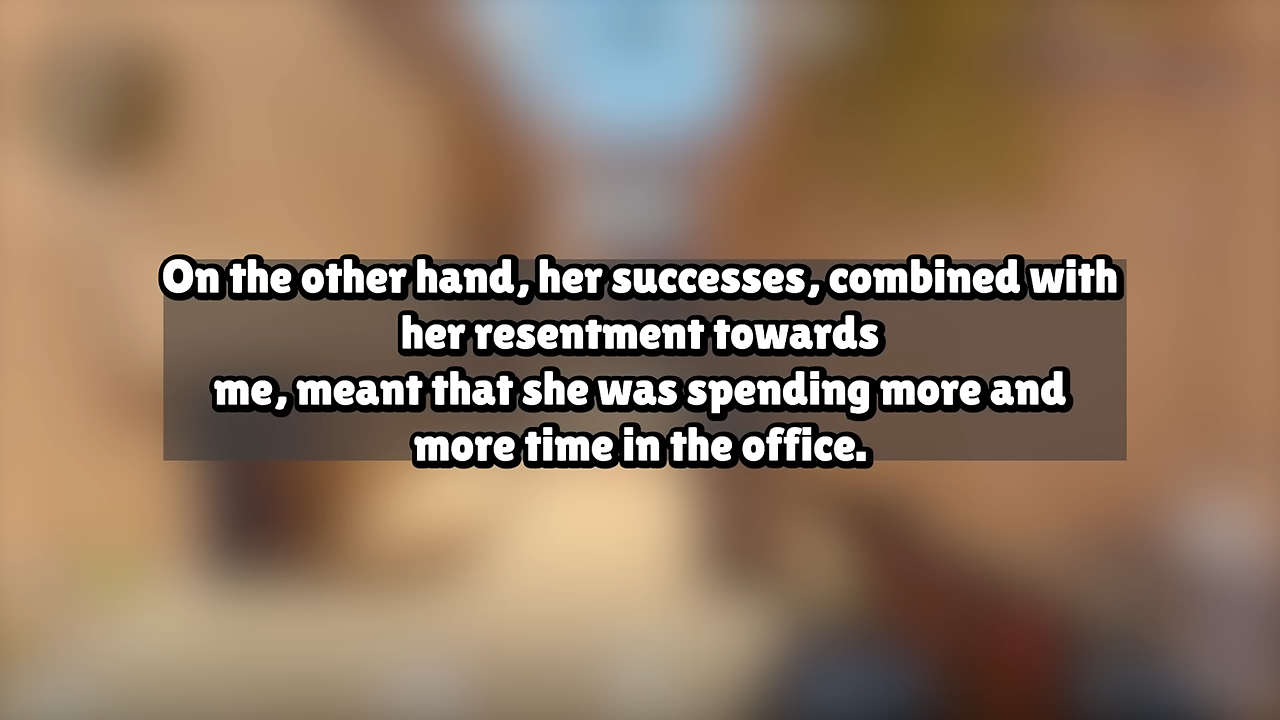 On the other hand, her successes, combined with
her resentment towards
me, meant that she was spending more and
more time in the office.